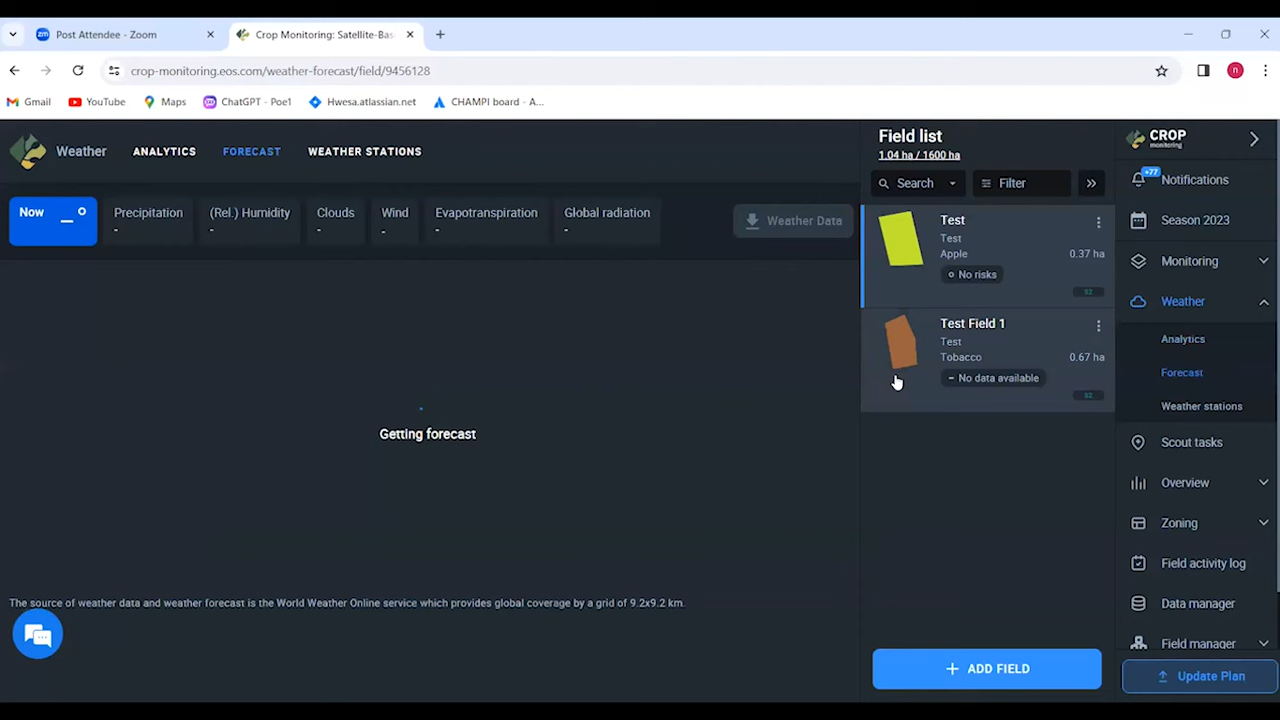 Post Attendee - Zoom
Crop Monitoring: Satellite-Bas
crop-monitoring.eos.com/weather-forecast/field/9456128
Gmail
YouTube
Maps
ChatGPT - Poe1
Hwesa.atlassian.net
CHAMPI board - A...
n
Weather
ANALYTICS
FORECAST
WEATHER STATIONS
Now
_ °
Precipitation
-
(Rel.) Humidity
-
Clouds
-
Wind
-
Evapotranspiration
-
Global radiation
-
Weather Data
Getting forecast
The source of weather data and weather forecast is the World Weather Online service which provides global coverage by a grid of 9.2x9.2 km.
Field list
1.04 ha / 1600 ha
Search
Filter
Test
Test
Apple
0.37 ha
No risks
S2
Test Field 1
Test
Tobacco
0.67 ha
No data available
S2
+ ADD FIELD
CROP
monitoring
+77
Notifications
Season 2023
Monitoring
Weather
Analytics
Forecast
Weather stations
Scout tasks
Overview
Zoning
Field activity log
Data manager
Field manager
Update Plan